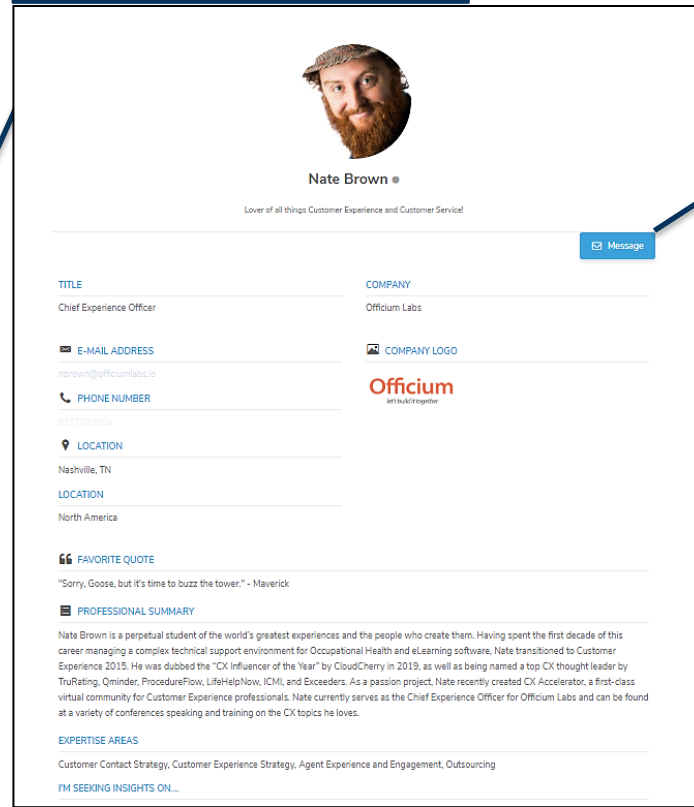 Nate Brown
Lover of all things Customer Experience and Customer Service!
Message
TITLE
Chief Experience Officer
COMPANY
Officium Labs
E-MAIL ADDRESS
nbrown@officiumlabs.io
COMPANY LOGO
Officium
let's build it together
PHONE NUMBER
6157079004
LOCATION
Nashville, TN
LOCATION
North America
FAVORITE QUOTE
"Sorry, Goose, but it's time to buzz the tower." - Maverick
PROFESSIONAL SUMMARY
Nate Brown is a perpetual student of the world's greatest experiences and the people who create them. Having spent the first decade of this
career managing a complex technical support environment for Occupational Health and eLearning software, Nate transitioned to Customer
Experience 2015. He was dubbed the "CX Influencer of the Year" by CloudCherry in 2019, as well as being named a top CX thought leader by
TruRating, Qminder, ProcedureFlow, LifeHelpNow, ICMI, and Exceeders. As a passion project, Nate recently created CX Accelerator, a first-class
virtual community for Customer Experience professionals. Nate currently serves as the Chief Experience Officer for Officium Labs and can be found
at a variety of conferences speaking and training on the CX topics he loves.
EXPERTISE AREAS
Customer Contact Strategy, Customer Experience Strategy, Agent Experience and Engagement, Outsourcing
I'M SEEKING INSIGHTS ON....